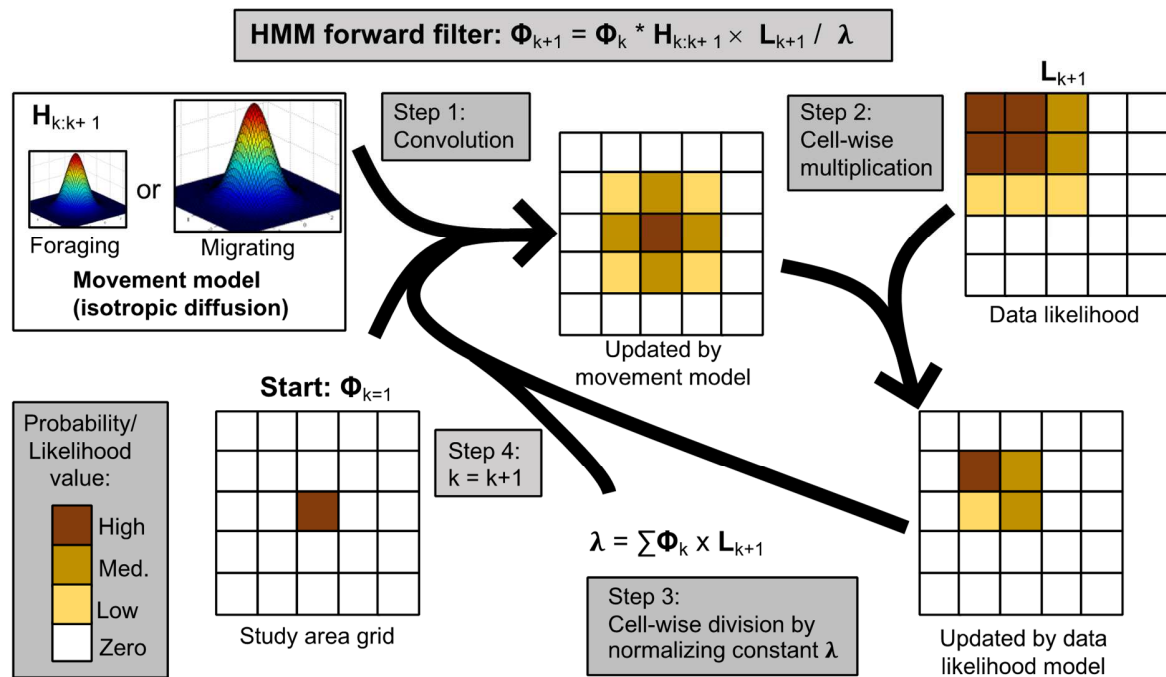 HMM forward filter: Φk+1 = Φk * Hk:k+1 × Lk+1 / λ
Hk:k+1
or
Foraging
Migrating
Movement model
(isotropic diffusion)
Step 1:
Convolution
Updated by
movement model
Step 2:
Cell-wise
multiplication
Lk+1
Data likelihood
Probability/
Likelihood
value:
High
Med.
Low
Zero
Start: Φk=1
Study area grid
Step 4:
k = k+1
λ = ∑Φk x Lk+1
Step 3:
Cell-wise division by
normalizing constant λ
Updated by data
likelihood model